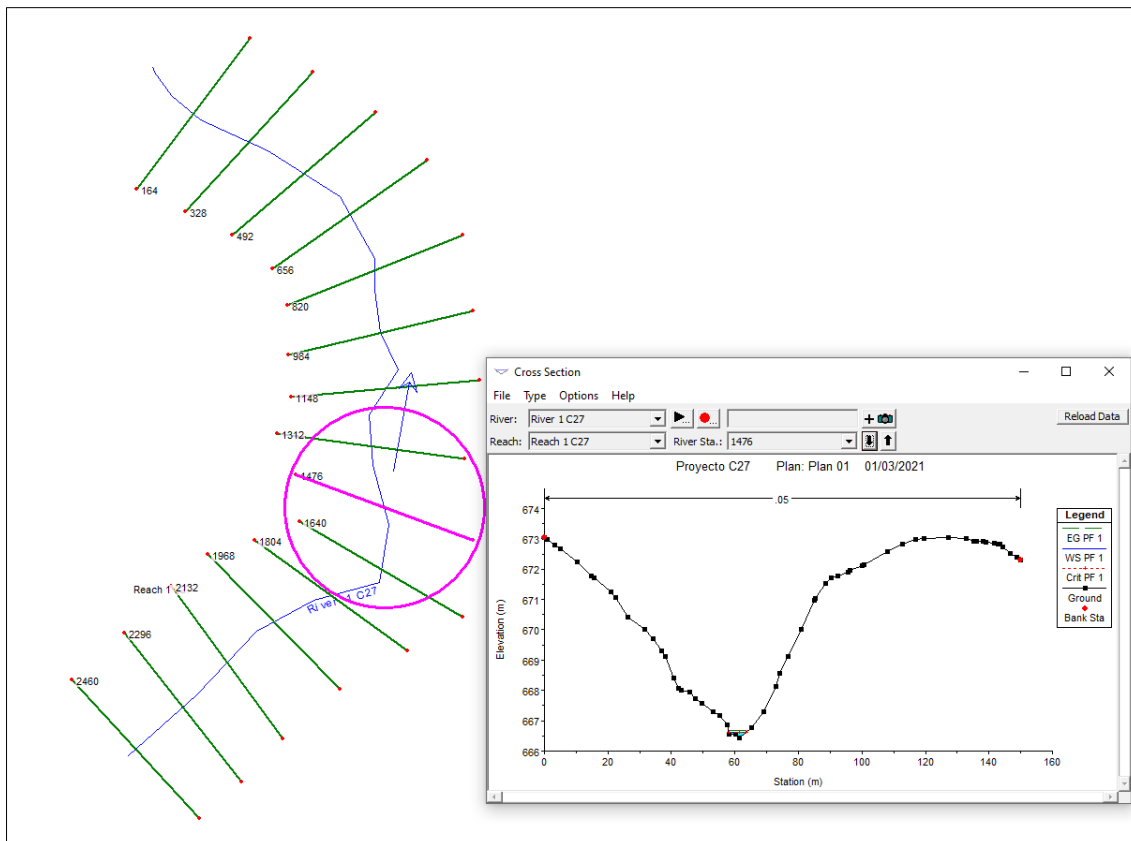 164
328
492
656
820
984
1148
1312
1476
1640
1804
1968
Reach 1
2132
2296
2460
River 1 C27
Cross Section
File Type Options Help
River: River 1 C27
Reload Data
Reach: Reach 1 C27 River Sta.: 1476
Proyecto C27 Plan: Plan 01 01/03/2021
.05
Elevation (m)
674
673
672
671
670
669
668
667
666
0 20 40 60 80 100 120 140 160
Station (m)
Legend
EG PF 1
WS PF 1
Crit PF 1
Ground
Bank Sta